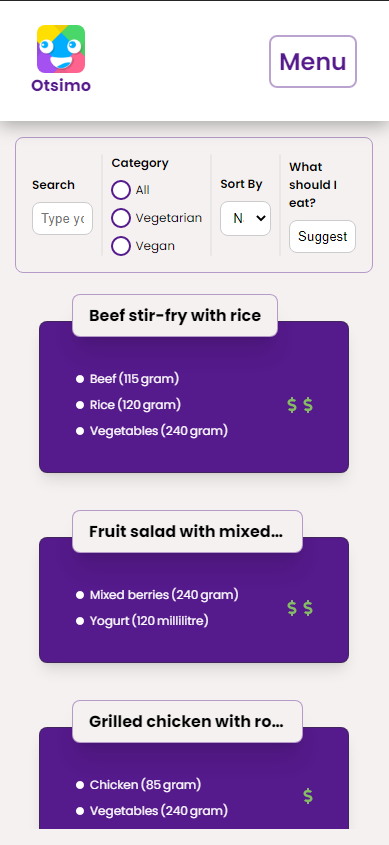 Otsimo
Menu
Search
Type yo
Category
All
Vegetarian
Vegan
Sort By
N
What
should I
eat?
Suggest
Beef stir-fry with rice
Beef (115 gram)
Rice (120 gram)
Vegetables (240 gram)
$ $
Fruit salad with mixed...
Mixed berries (240 gram)
Yogurt (120 millilitre)
$ $
Grilled chicken with ro...
Chicken (85 gram)
Vegetables (240 gram)
$